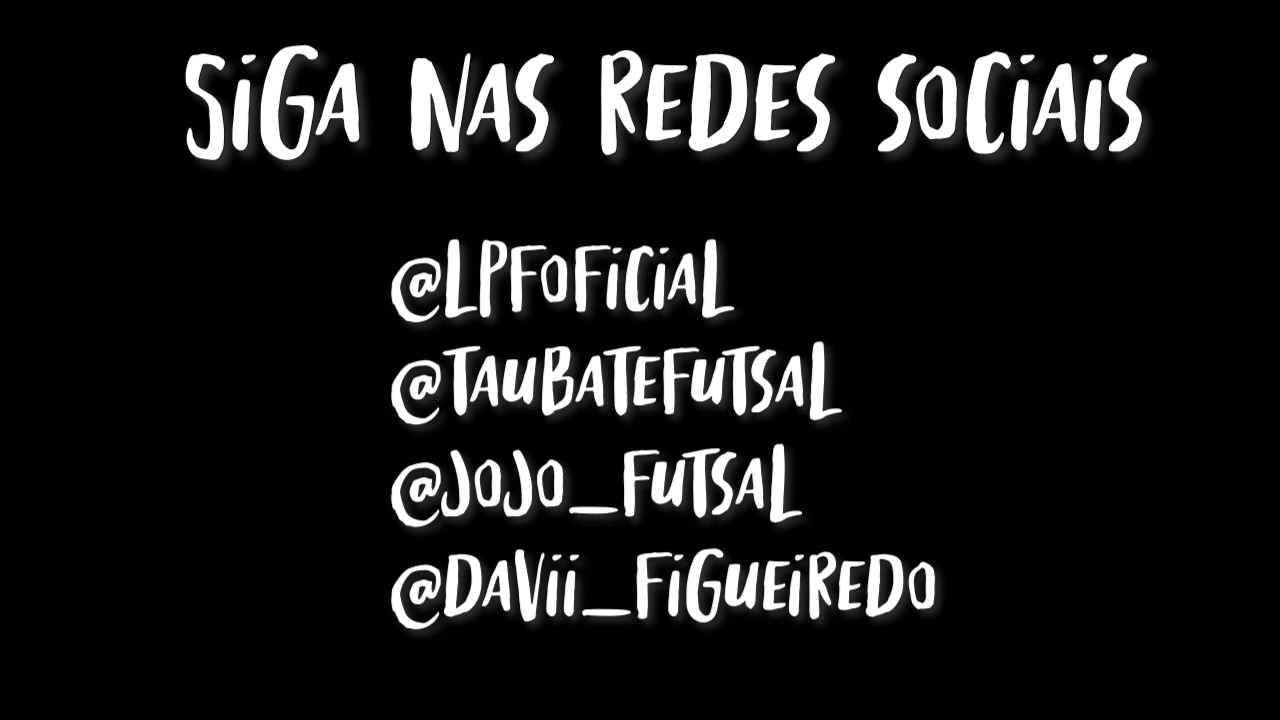 SiGA NAS REDES SOCiAiS
@LPFOFiCiAL
@TAUBATEFUTSAL
@JOJO_FUTSAL
@DAVii_FiGUEiREDO